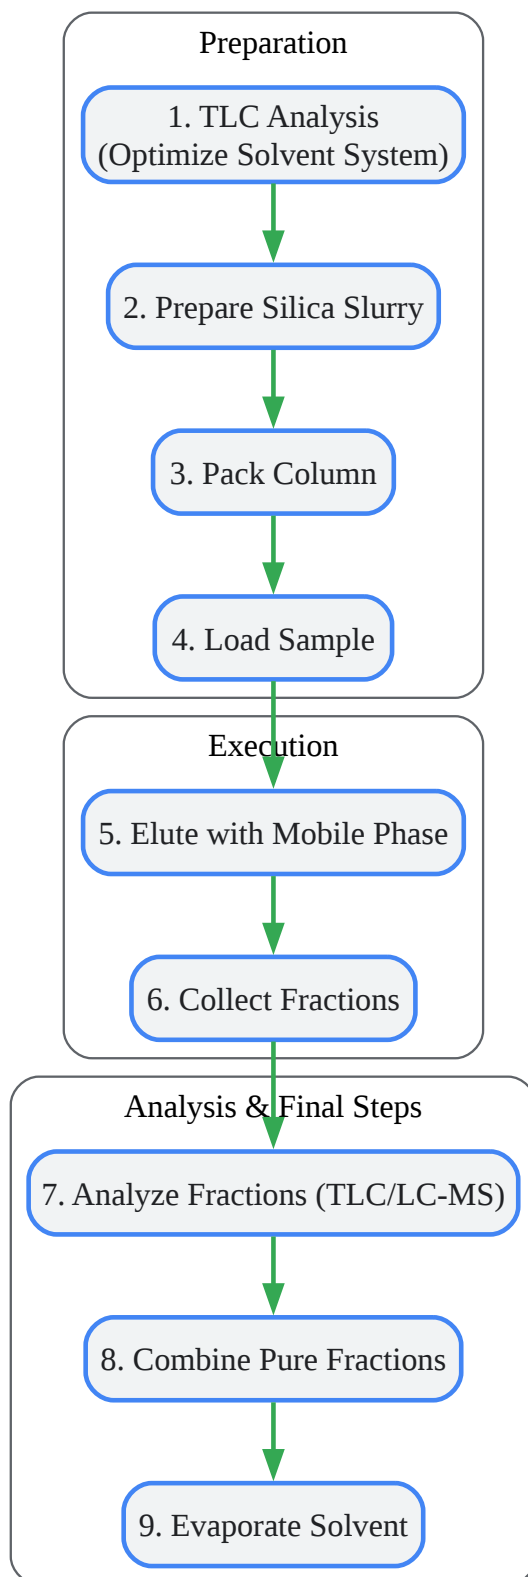 Preparation
1. TLC Analysis
(Optimize Solvent System)
2. Prepare Silica Slurry
3. Pack Column
4. Load Sample
Execution
5. Elute with Mobile Phase
6. Collect Fractions
Analysis & Final Steps
7. Analyze Fractions (TLC/LC-MS)
8. Combine Pure Fractions
9. Evaporate Solvent